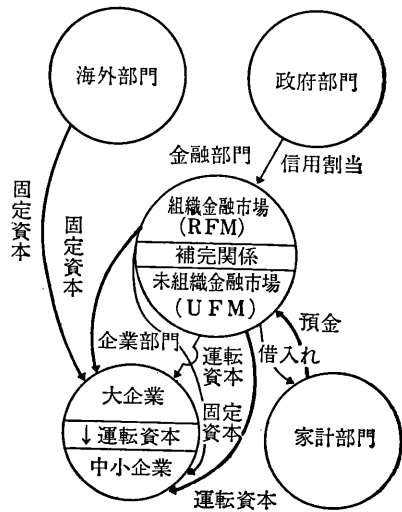 海外部門
政府部門
金融部門
信用割当
組織金融市場
(RFM)
補完関係
未組織金融市場
(UFM)
固定資本
固定資本
預金
借入れ
企業部門
運転
資本
大企業
↓運転資本
中小企業
固定
資本
家計部門
運転資本